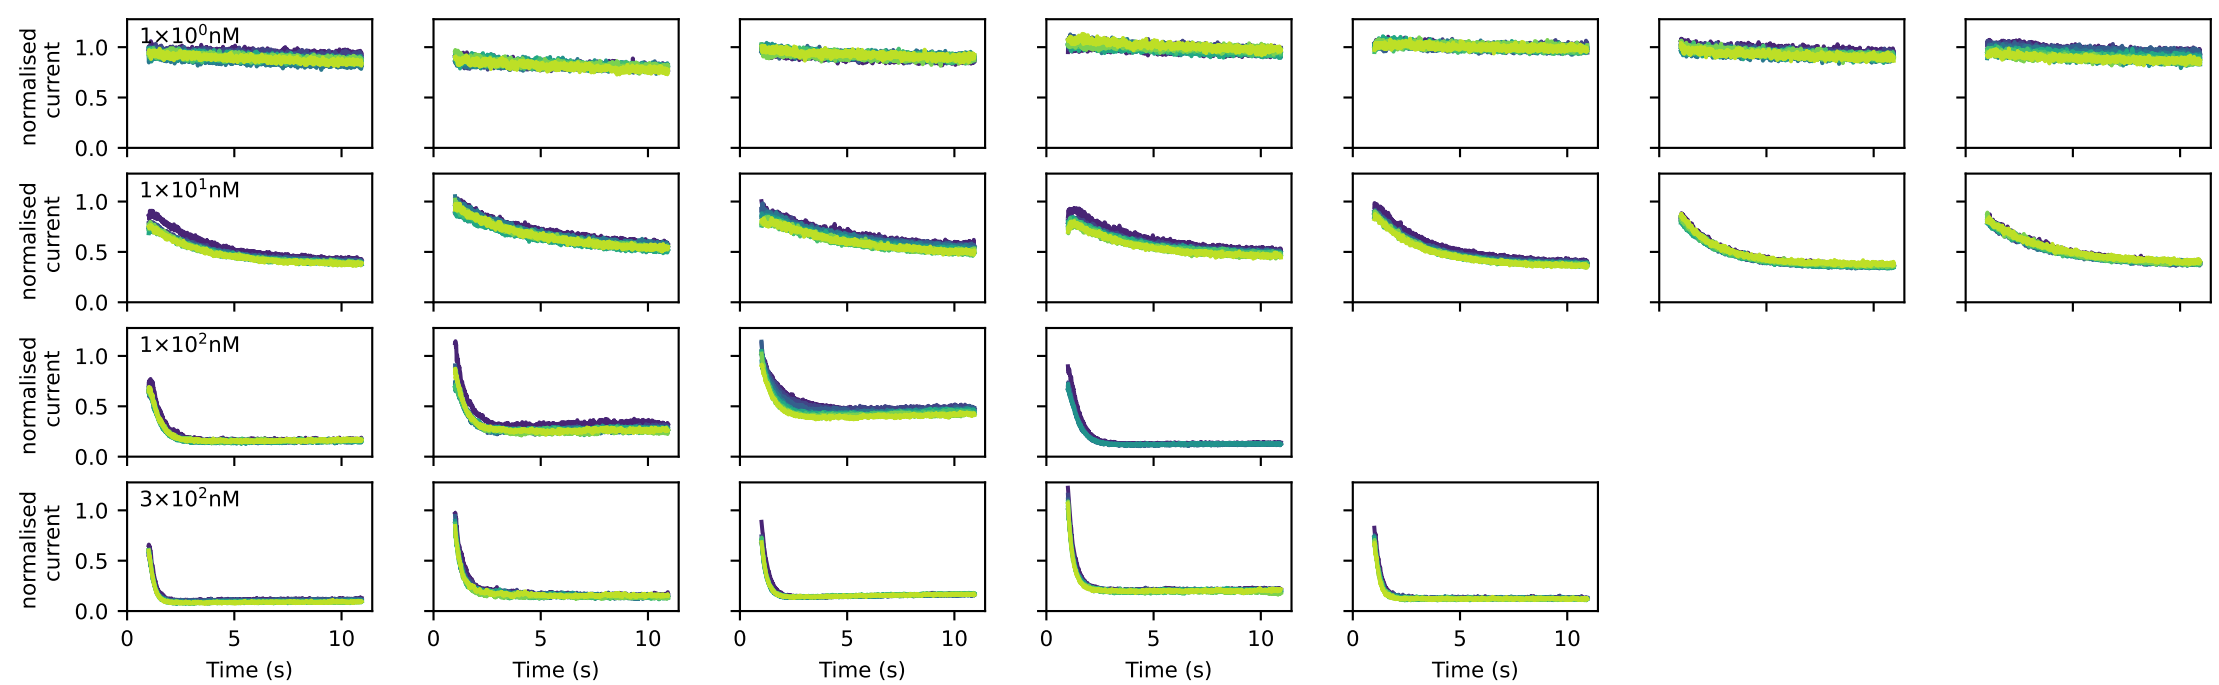 1×10⁰nM
normalised
current
1.0
0.5
0.0
1×10¹nM
normalised
current
1.0
0.5
0.0
1×10²nM
normalised
current
1.0
0.5
0.0
3×10²nM
normalised
current
1.0
0.5
0.0
0 5 10 0 5 10 0 5 10 0 5 10 0 5 10
Time (s) Time (s) Time (s) Time (s) Time (s)